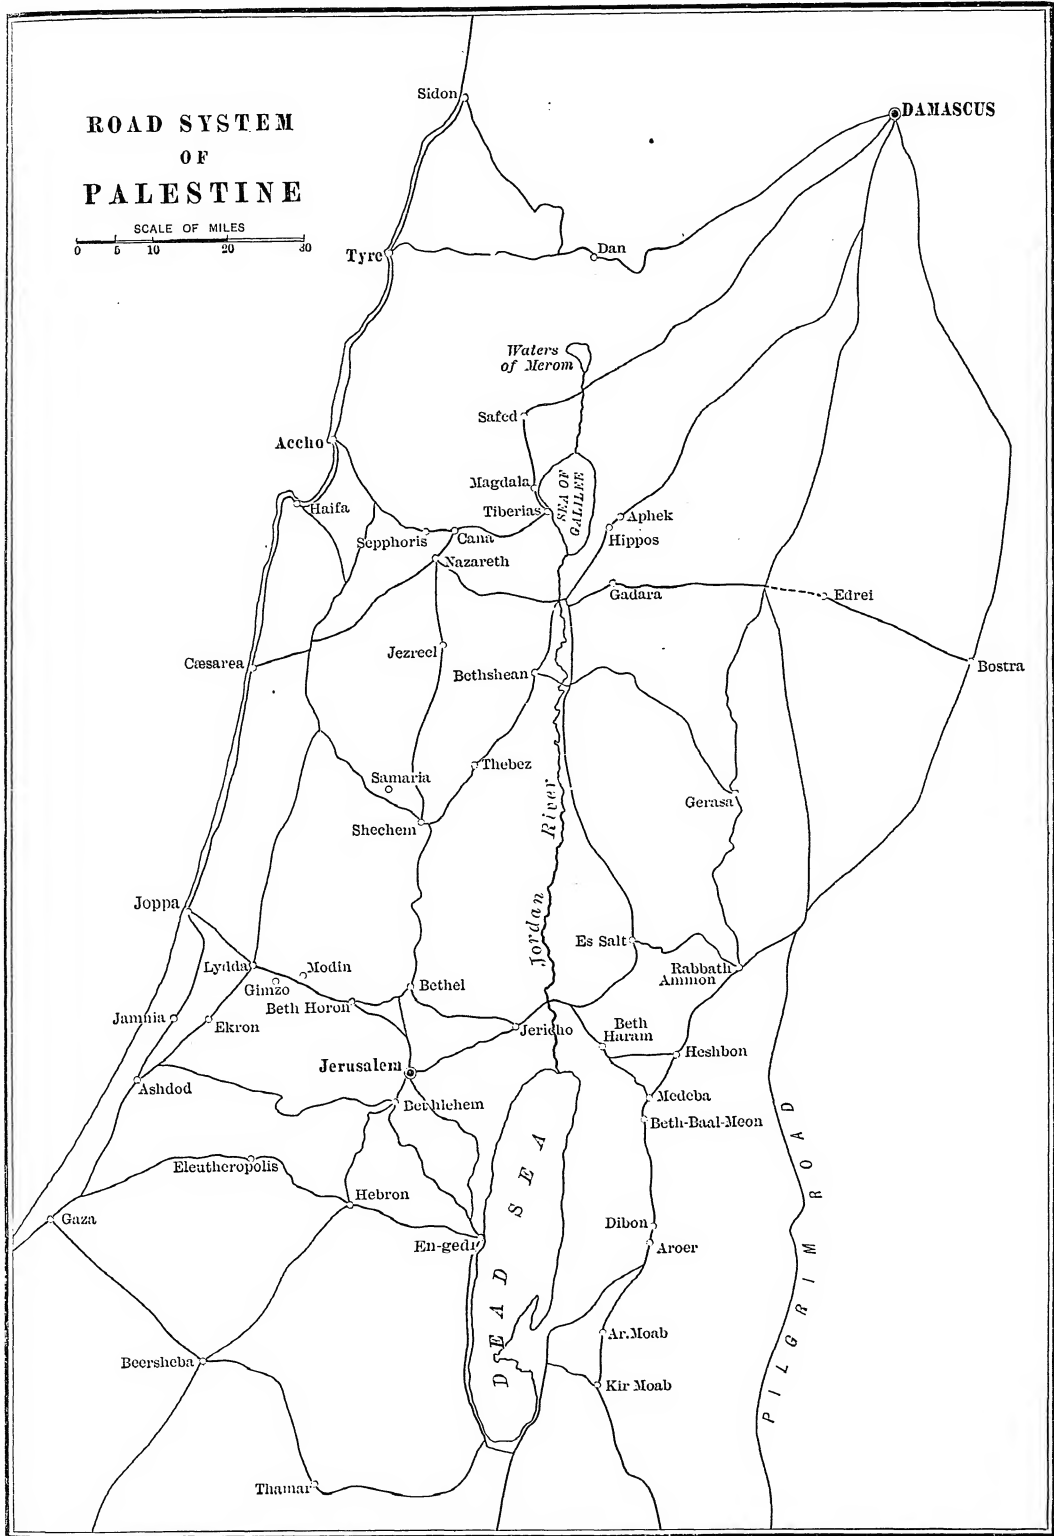 ROAD SYSTEM
OF
PALESTINE
SCALE OF MILES
0 5 10 20 30
Sidon
DAMASCUS
Tyre
Dan
Waters
of Merom
Safed
Accho
Magdala
SEA OF
GALILEE
Tiberias
Haifa
Aphek
Sepphoris
Cana
Hippos
Nazareth
Gadara
Edrei
Jezreel
Cæsarea
Bethshean
Bostra
Thebez
Samaria
Gerasa
Shechem
Jordan River
Joppa
Es Salt
Lydda
Modin
Rabbath
Ammon
Gimzo
Bethel
Beth Horon
Jamnia
Ekron
Jericho
Beth
Haram
Heshbon
Jerusalem
Ashdod
Medeba
Bethlehem
Beth-Baal-Meon
PILGRIM ROAD
DEAD SEA
Eleutheropolis
Hebron
Gaza
Dibon
En-gedi
Aroer
Ar.Moab
Beersheba
Kir Moab
Thamar